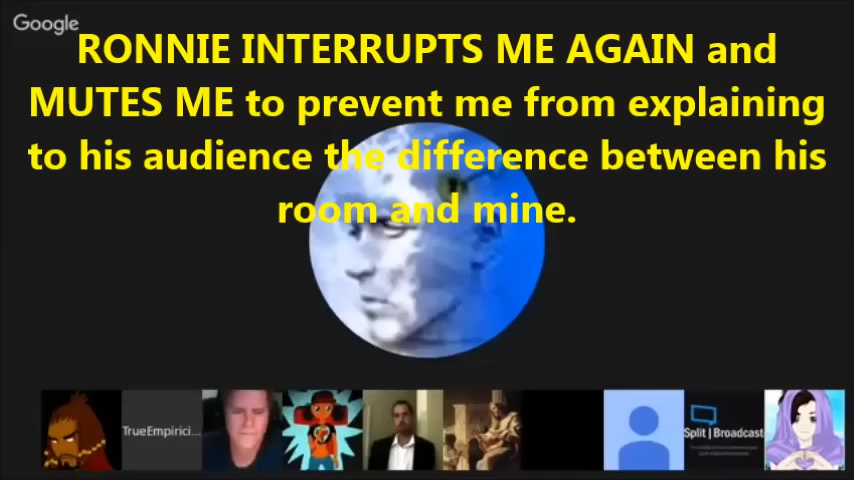 Google
RONNIE INTERRUPTS ME AGAIN and
MUTES ME to prevent me from explaining
to his audience the difference between his
room and mine.
TrueEmpirici...
Split | Broadcast